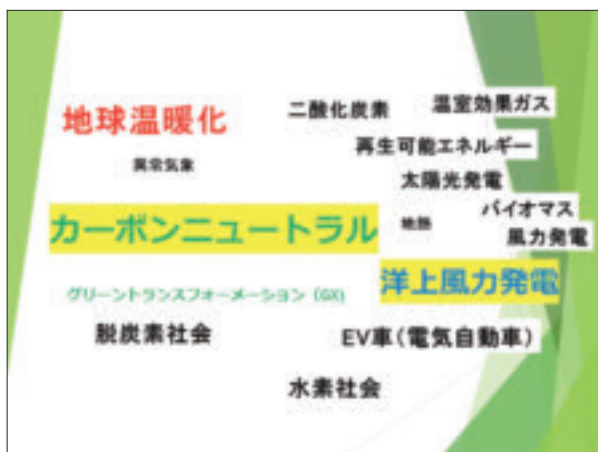 地球温暖化
二酸化炭素
温室効果ガス
異常気象
再生可能エネルギー
太陽光発電
カーボンニュートラル
地熱
バイオマス
風力発電
グリーントランスフォーメーション（GX)
洋上風力発電
脱炭素社会
EV車（電気自動車）
水素社会